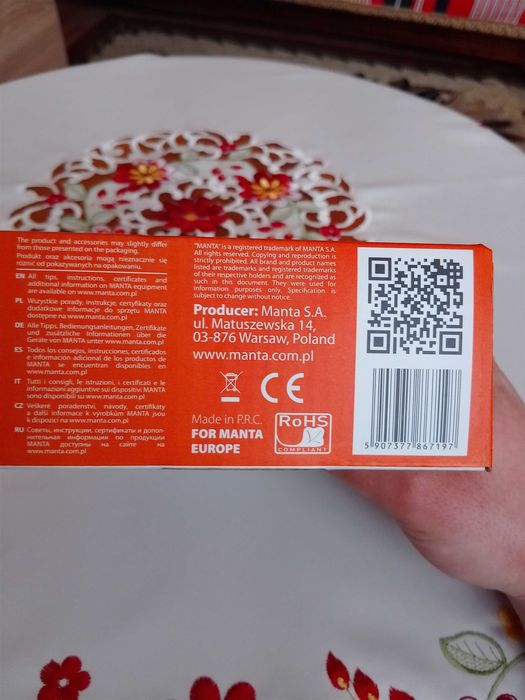 The product and accessories may slightly differ
from those presented on the packaging.
Produkt oraz akcesoria mogą nieznacznie się
różnić od pokazywanych na opakowaniu.
EN All tips, instructions, certificates and
additional information on MANTA equipment
are available on www.manta.com.pl
PL Wszystkie porady, instrukcje, certyfikaty oraz
dodatkowe informacje do sprzętu MANTA
dostępne na www.manta.com.pl
DE Alle Tipps, Bedienungsanleitungen, Zertifikate
und zusätzliche Informationen über die
Geräte von MANTA unter www.manta.com.pl
ES Todos los consejos, instrucciones, certificados
e información adicional de los productos de
MANTA se encuentran disponibles en
www.manta.com.pl
IT Tutti i consigli, le istruzioni, i certificati e le
informazioni aggiuntive sui dispositivi MANTA
sono disponibili su www.manta.com.pl
CZ Veškeré poradenství, návody, certifikáty
a další informace k výrobkům MANTA jsou
k dispozici na www.manta.com.pl
RU Советы, инструкции, сертификаты и допол-
нительная информация по продукции
MANTA доступны на сайте на
www.manta.com.pl
"MANTA" is a registered trademark of MANTA S.A.
All rights reserved. Copying and reproduction is
strictly prohibited. All brand and product names
listed are trademarks and registered trademarks
of their respective holders and are recognized as
such in this document. They were used for
information purposes only. Specification is
subject to change without notice.
Producer: Manta S.A.
ul. Matuszewska 14,
03-876 Warsaw, Poland
www.manta.com.pl
CE
Made in P.R.C.
FOR MANTA
EUROPE
RoHS
COMPLIANT
5 907377 867197